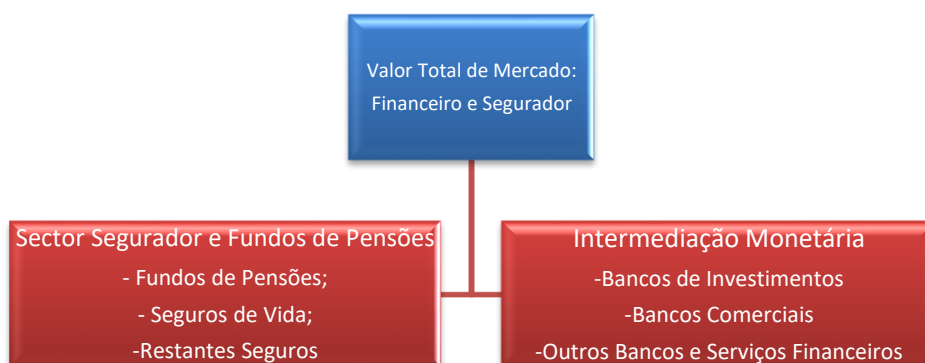 Valor Total de Mercado:
Financeiro e Segurador
Sector Segurador e Fundos de Pensões
- Fundos de Pensões;
- Seguros de Vida;
-Restantes Seguros
Intermediação Monetária
-Bancos de Investimentos
-Bancos Comerciais
-Outros Bancos e Serviços Financeiros